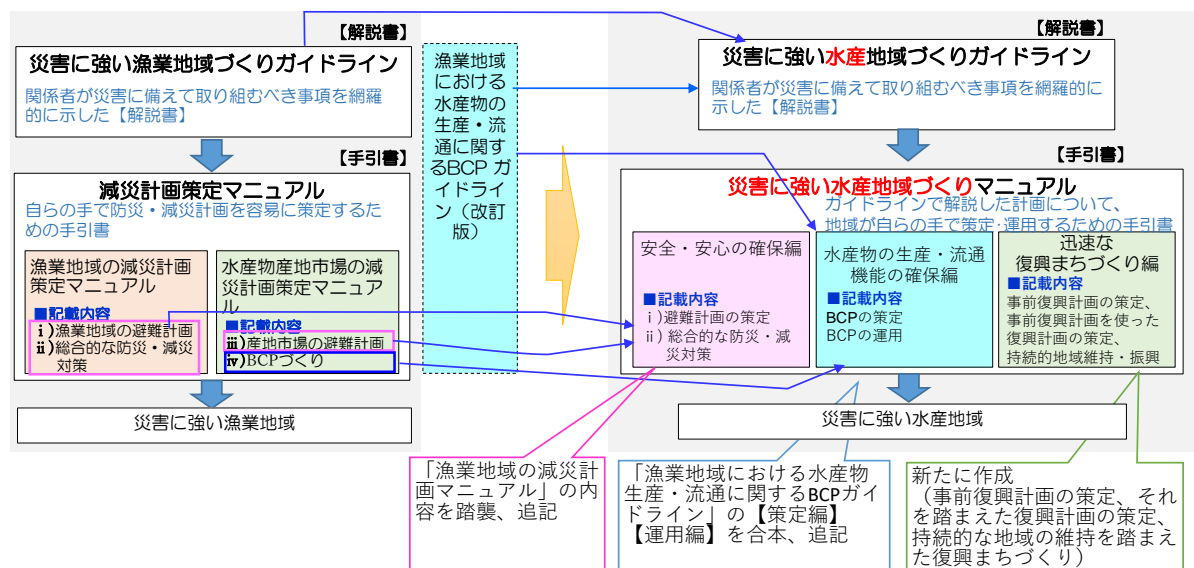 【解説書】
災害に強い漁業地域づくりガイドライン
関係者が災害に備えて取り組むべき事項を網羅
的に示した【解説書】
【手引書】
減災計画策定マニュアル
自らの手で防災・減災計画を容易に策定するた
めの手引書
漁業地域の減災計画
策定マニュアル
■記載内容
ⅰ)漁業地域の避難計画
ⅱ)総合的な防災・減災
対策
水産物産地市場の減
災計画策定マニュア
ル
■記載内容
ⅲ)産地市場の避難計画
ⅳ)BCPづくり
災害に強い漁業地域
漁業地域
における
水産物の
生産・流
通に関す
るBCP ガ
イドライ
ン（改訂
版）
【解説書】
災害に強い水産地域づくりガイドライン
関係者が災害に備えて取り組むべき事項を網羅的に
示した【解説書】
【手引書】
災害に強い水産地域づくりマニュアル
ガイドラインで解説した計画について、
地域が自らの手で策定･運用するための手引書
安全・安心の確保編
■記載内容
ⅰ)避難計画の策定
ⅱ) 総合的な防災・減
災対策
水産物の生産・流通
機能の確保編
■記載内容
BCPの策定
BCPの運用
迅速な
復興まちづくり編
■記載内容
事前復興計画の策定、
事前復興計画を使った
復興計画の策定、
持続的地域維持・振興
災害に強い水産地域
「漁業地域の減災計
画マニュアル」の内
容を踏襲、追記
「漁業地域における水産物
生産・流通に関するBCPガイ
ドライン」の【策定編】
【運用編】を合本、追記
新たに作成
（事前復興計画の策定、それ
を踏まえた復興計画の策定、
持続的な地域の維持を踏まえ
た復興まちづくり）